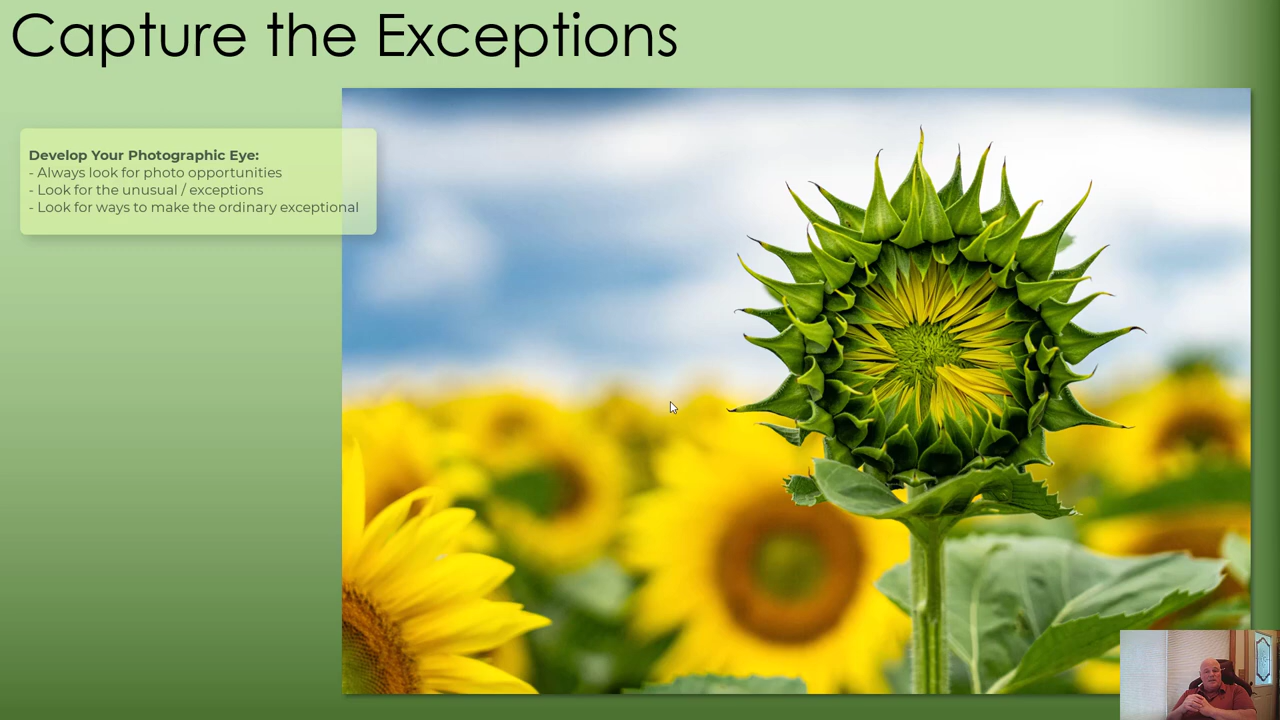 Capture the Exceptions
Develop Your Photographic Eye:
- Always look for photo opportunities
- Look for the unusual / exceptions
- Look for ways to make the ordinary exceptional